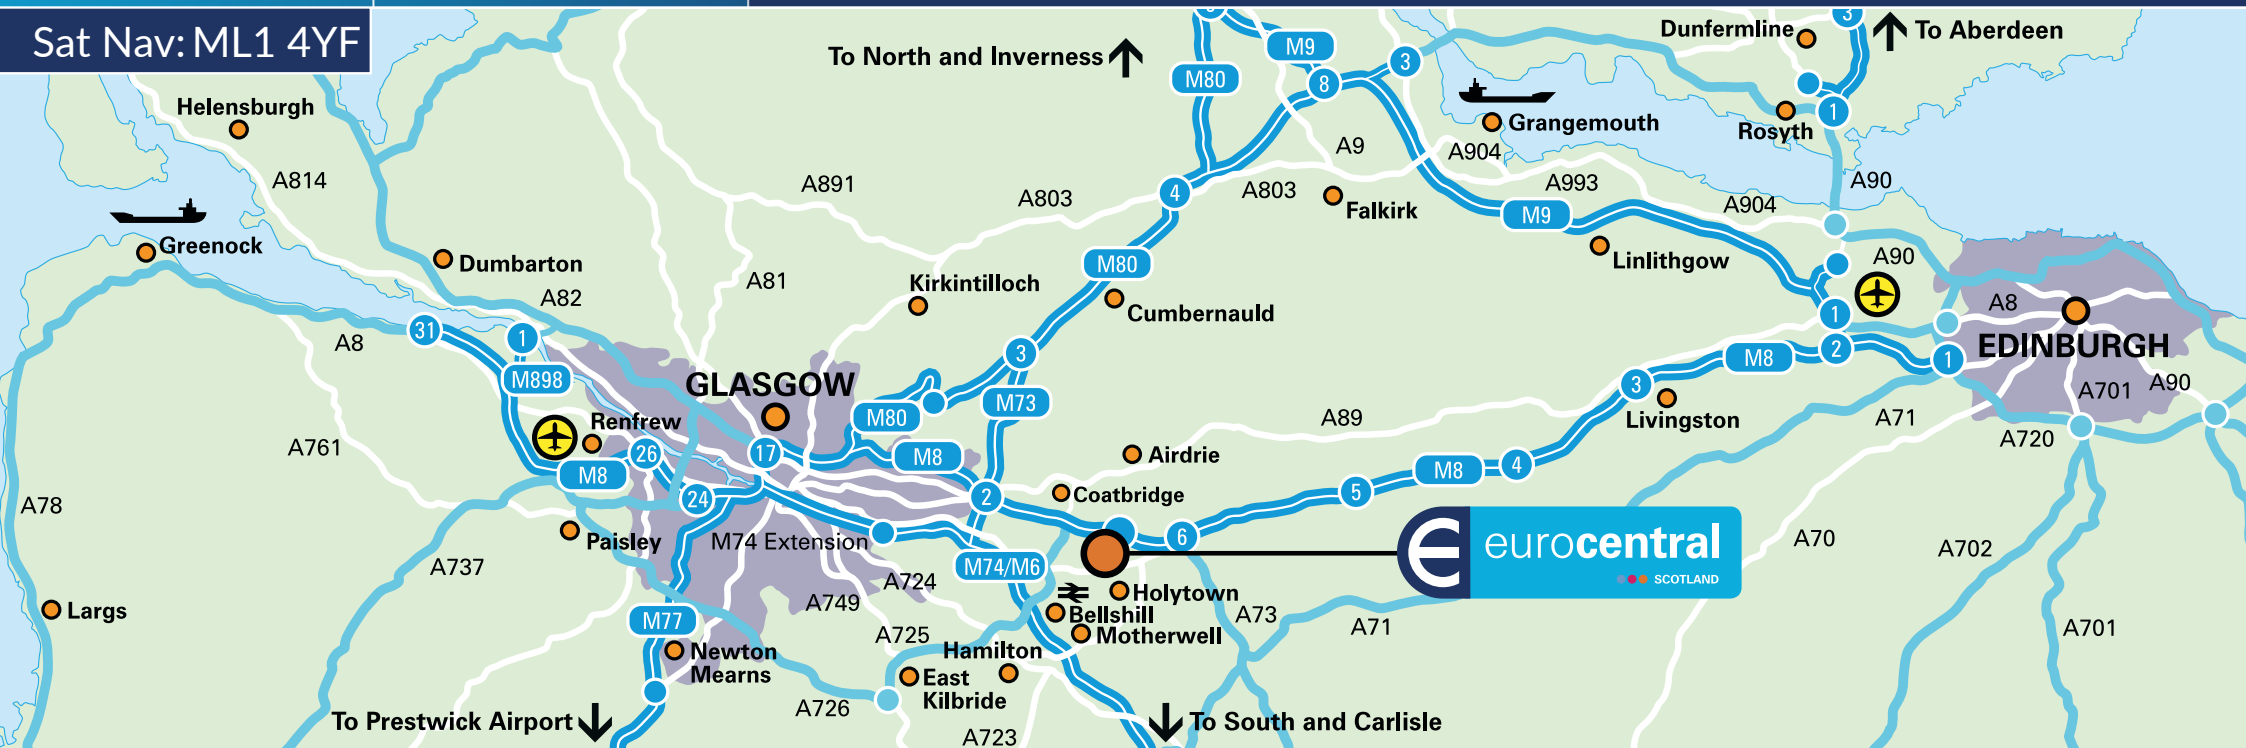 Sat Nav: ML1 4YF
To North and Inverness
M80
M9
8
3
Dunfermline
3
To Aberdeen
Helensburgh
A814
A891
A803
4
A803
A9
A904
Grangemouth
Rosyth
1
A993
A904
A90
Greenock
Dumbarton
A82
A81
Kirkintilloch
M80
Cumbernauld
Falkirk
M9
Linlithgow
A90
A8
31
1
M898
GLASGOW
3
M73
M80
1
2
M8
A8
EDINBURGH
1
A701
A90
3
Livingston
A71
A720
A761
Renfrew
26
M8
24
17
M8
2
Airdrie
Coatbridge
A89
5
M8
4
6
A78
Paisley
M74 Extension
A737
A724
M74/M6
eurocentral
SCOTLAND
A70
A702
Largs
M77
A749
A725
Holytown
Bellshill
Motherwell
A73
A71
A701
Newton
Mearns
Hamilton
East
Kilbride
A726
A723
To Prestwick Airport
To South and Carlisle